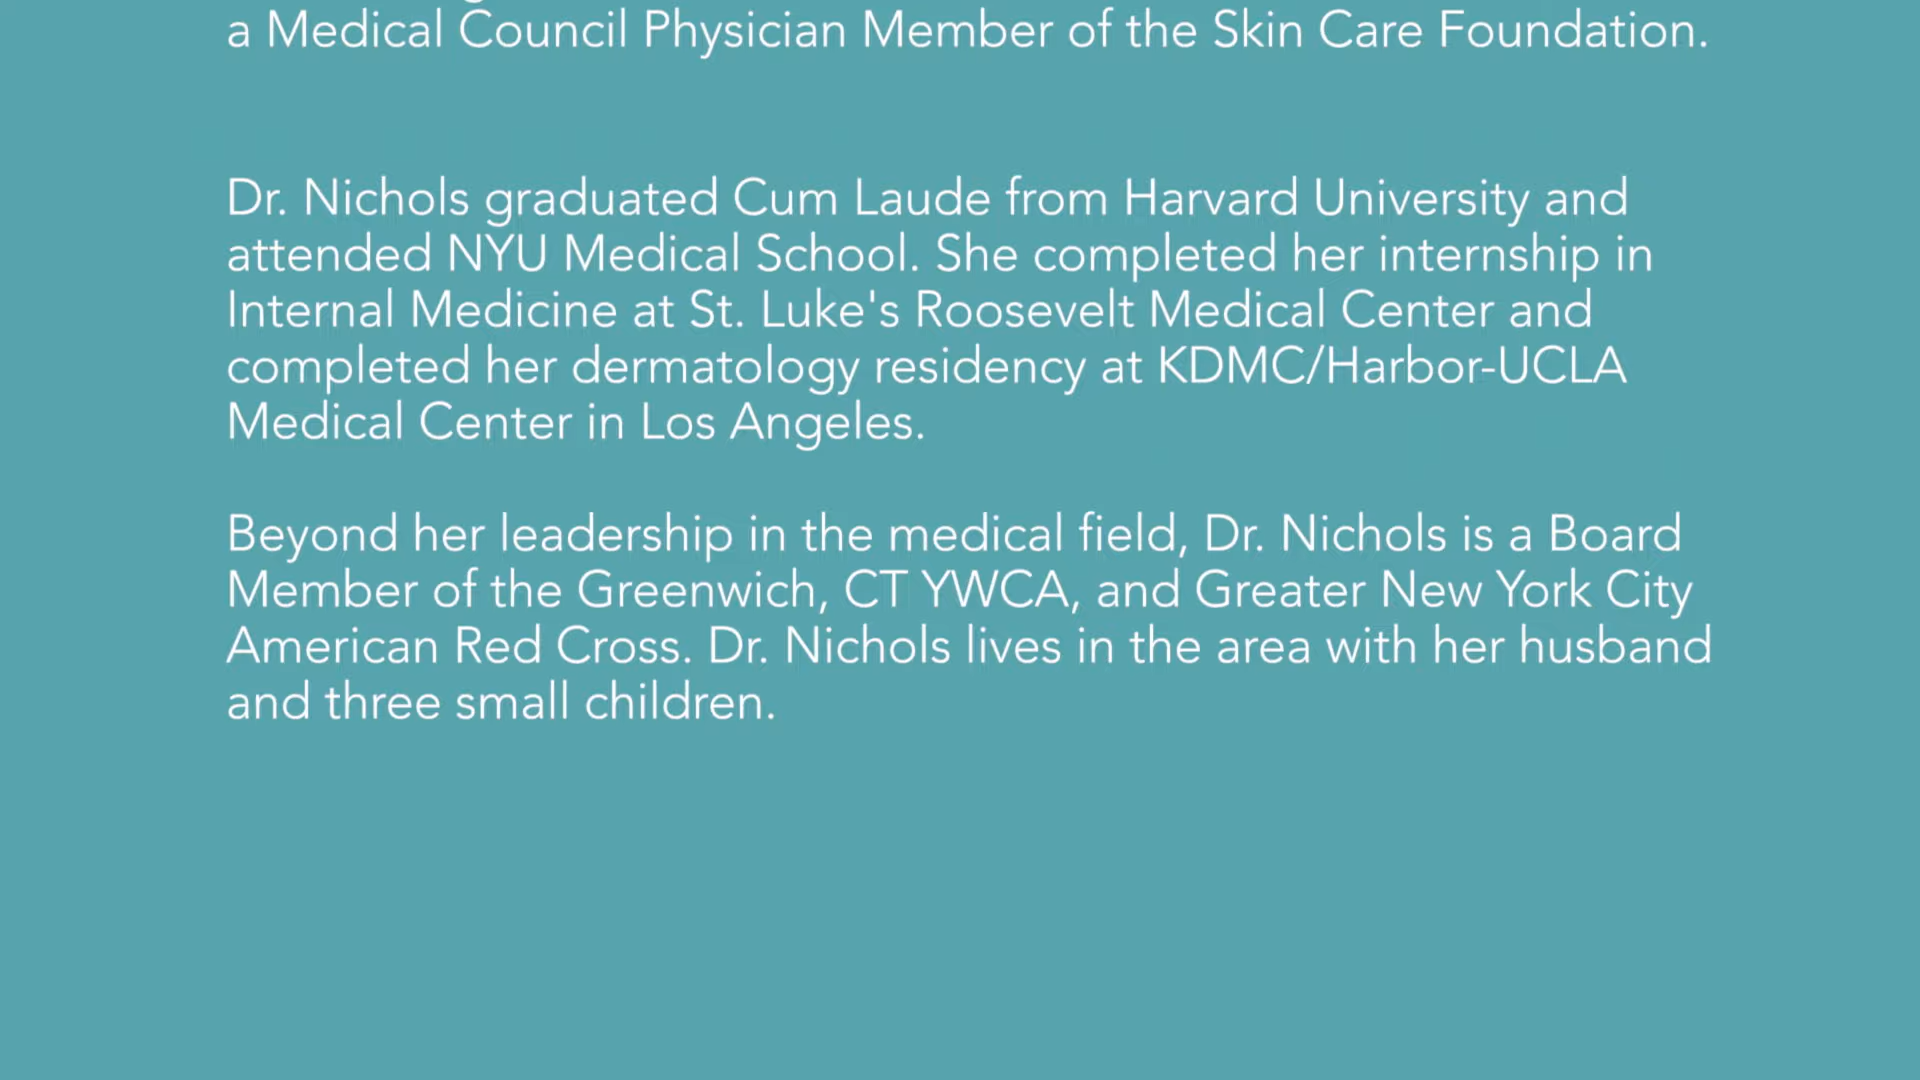 a Medical Council Physician Member of the Skin Care Foundation.
Dr. Nichols graduated Cum Laude from Harvard University and
attended NYU Medical School. She completed her internship in
Internal Medicine at St. Luke's Roosevelt Medical Center and
completed her dermatology residency at KDMC/Harbor-UCLA
Medical Center in Los Angeles.
Beyond her leadership in the medical field, Dr. Nichols is a Board
Member of the Greenwich, CT YWCA, and Greater New York City
American Red Cross. Dr. Nichols lives in the area with her husband
and three small children.